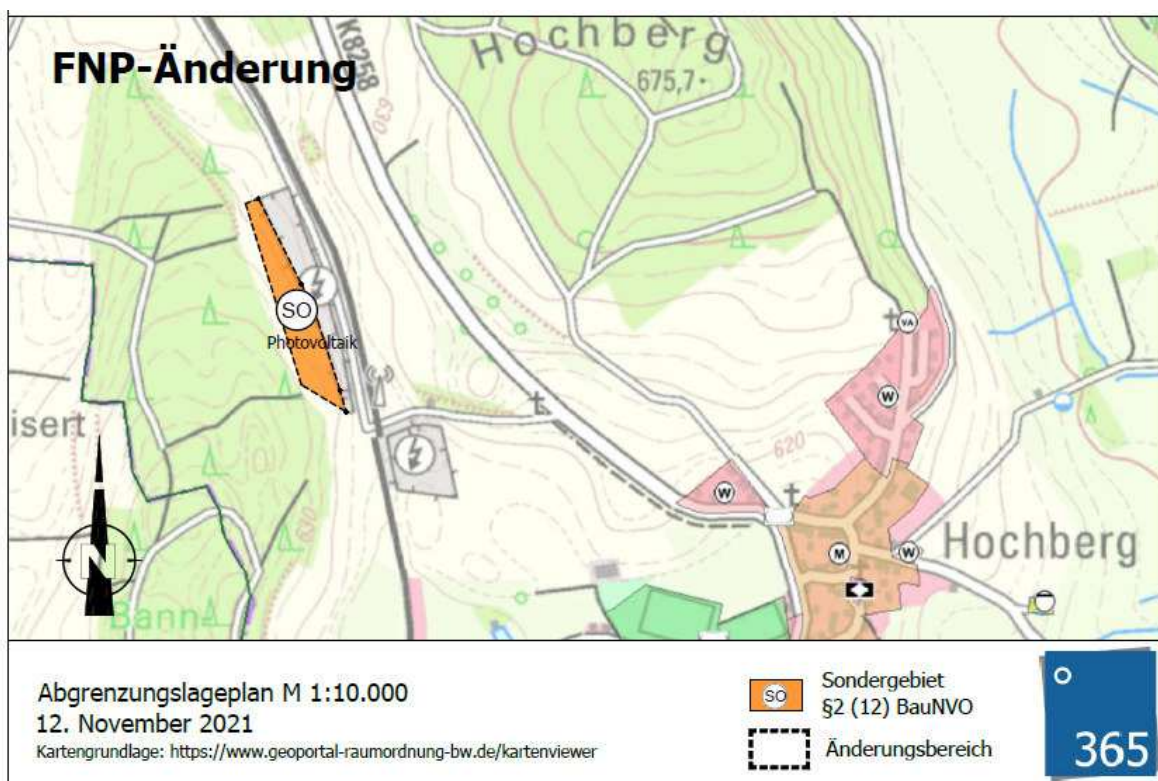 FNP-Änderung
K8258
Hochberg
675,7
630
SO
Photovoltaik
VA
W
isert
620
W
W
M
Hochberg
N
630
Bann-
Abgrenzungslageplan M 1:10.000
12. November 2021
Kartengrundlage: https://www.geoportal-raumordnung-bw.de/kartenviewer
SO
Sondergebiet
§2 (12) BauNVO
Änderungsbereich
365